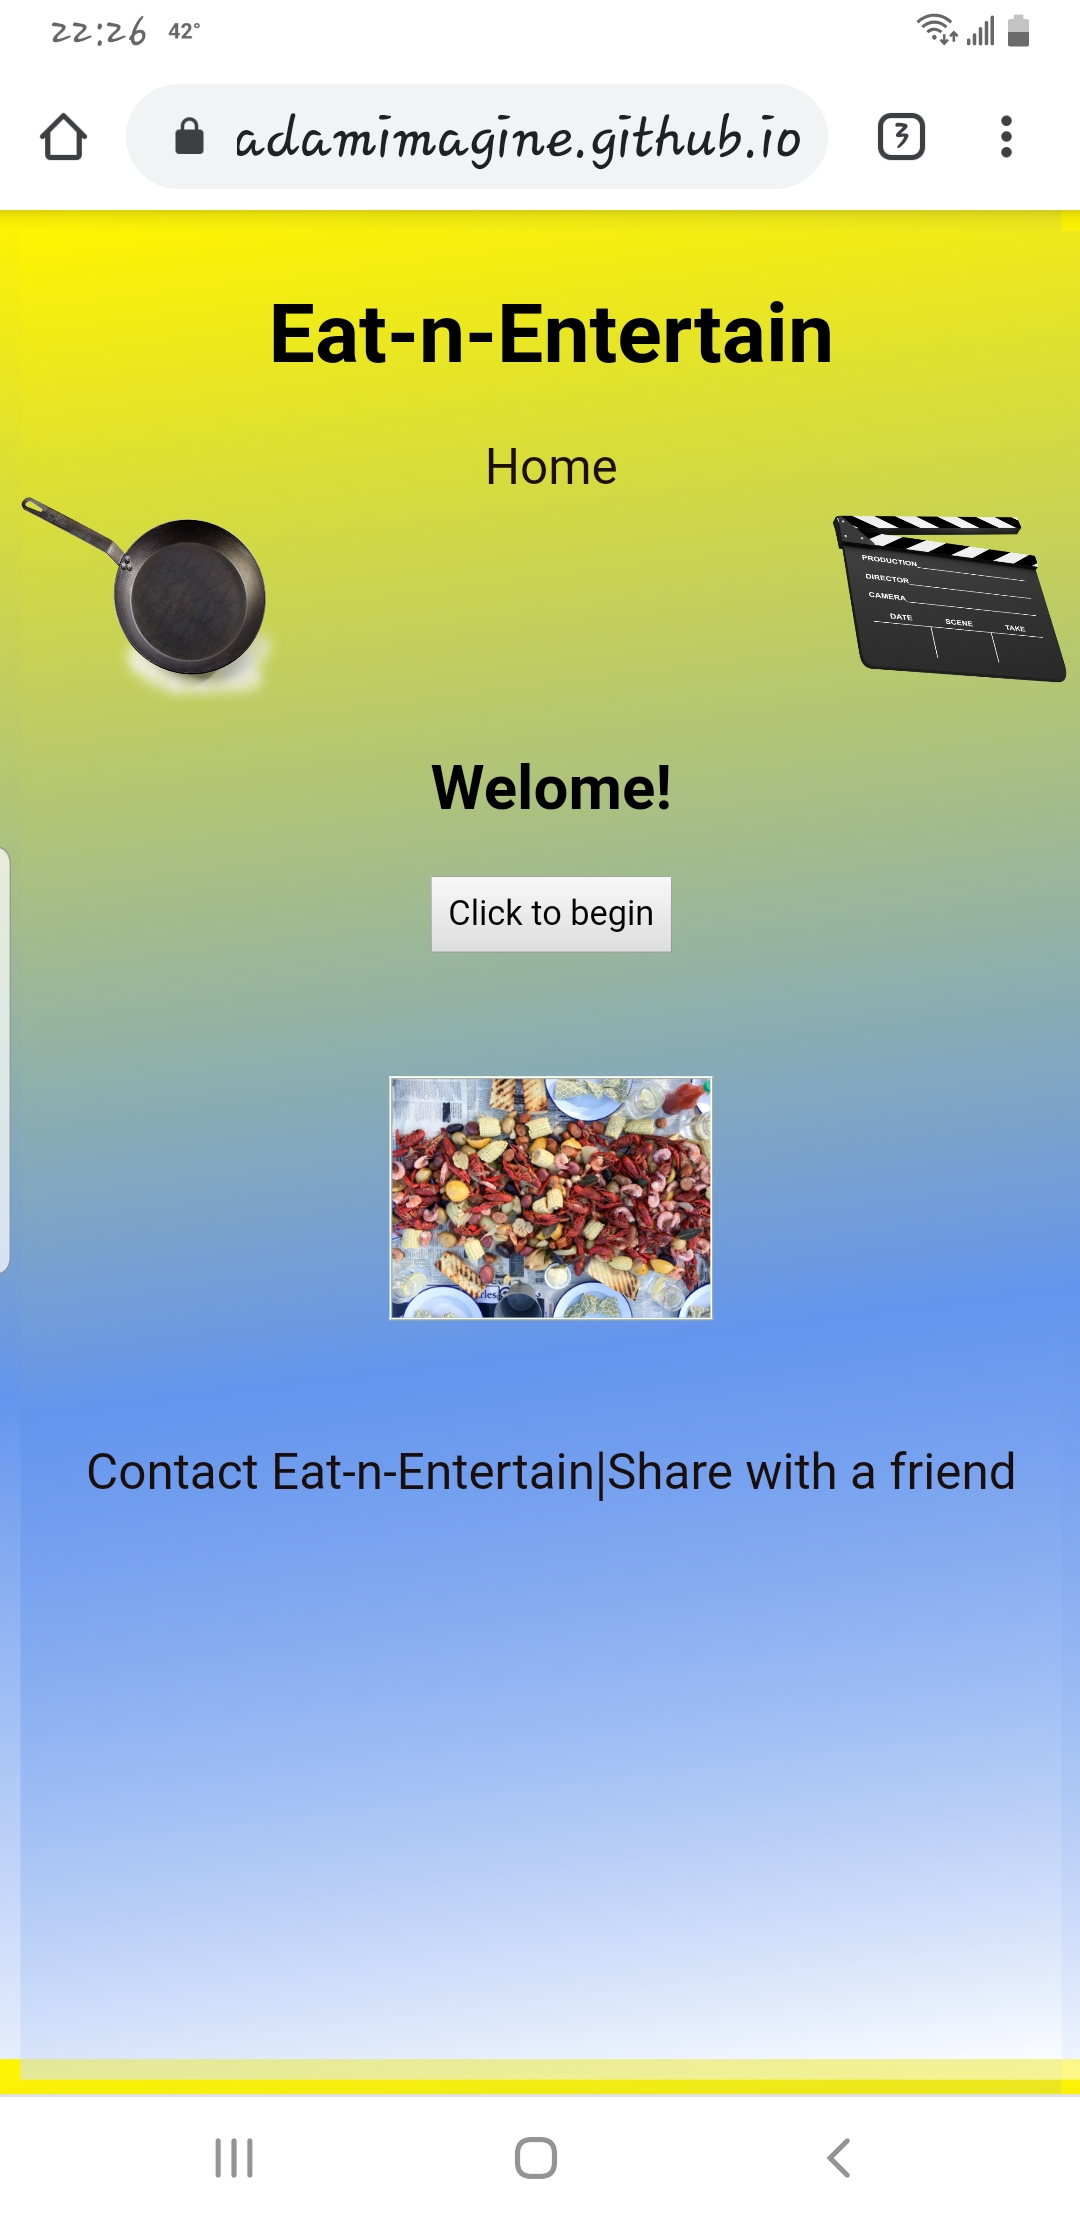 22:26 42°
adamimagine.github.io 3
Eat-n-Entertain
Home
PRODUCTION
DIRECTOR
CAMERA
DATE SCENE TAKE
Welome!
Click to begin
Contact Eat-n-Entertain|Share with a friend